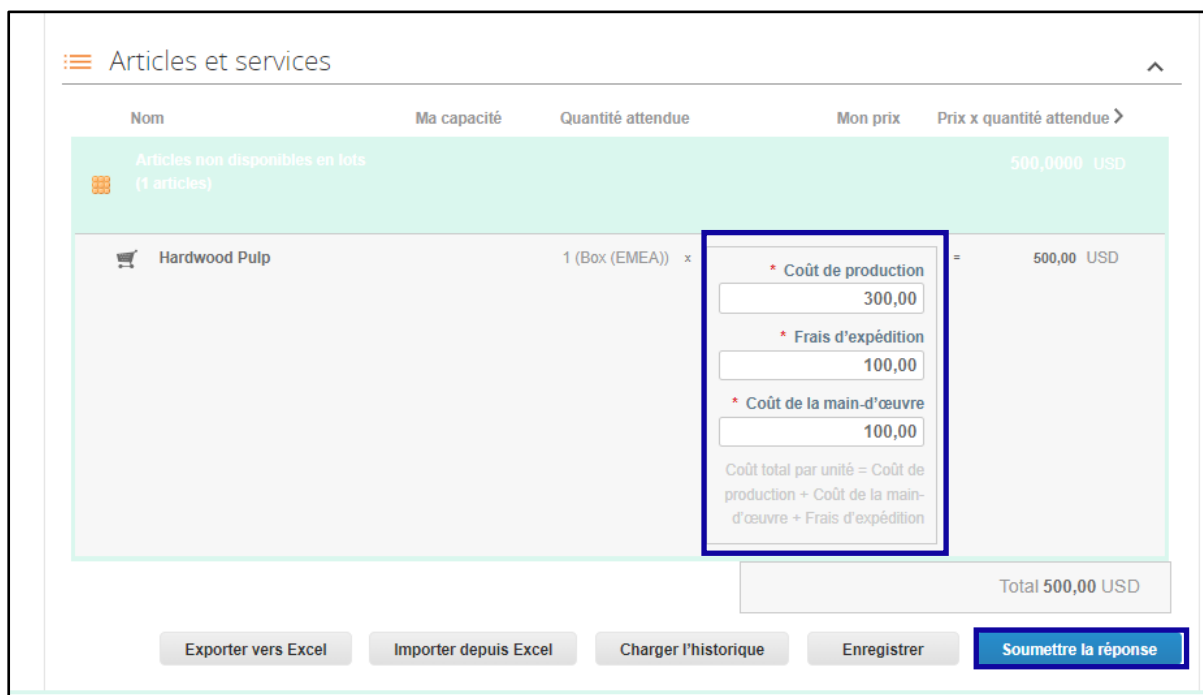 Articles et services
Nom Ma capacité Quantité attendue Mon prix Prix x quantité attendue
Articles non disponibles en lots
(1 articles)
500,0000 USD
Hardwood Pulp 1 (Box (EMEA)) x
* Coût de production
300,00
* Frais d'expédition
100,00
* Coût de la main-d'œuvre
100,00
Coût total par unité = Coût de
production + Coût de la main-
d'œuvre + Frais d'expédition
= 500,00 USD
Total 500,00 USD
Exporter vers Excel Importer depuis Excel Charger l'historique Enregistrer Soumettre la réponse